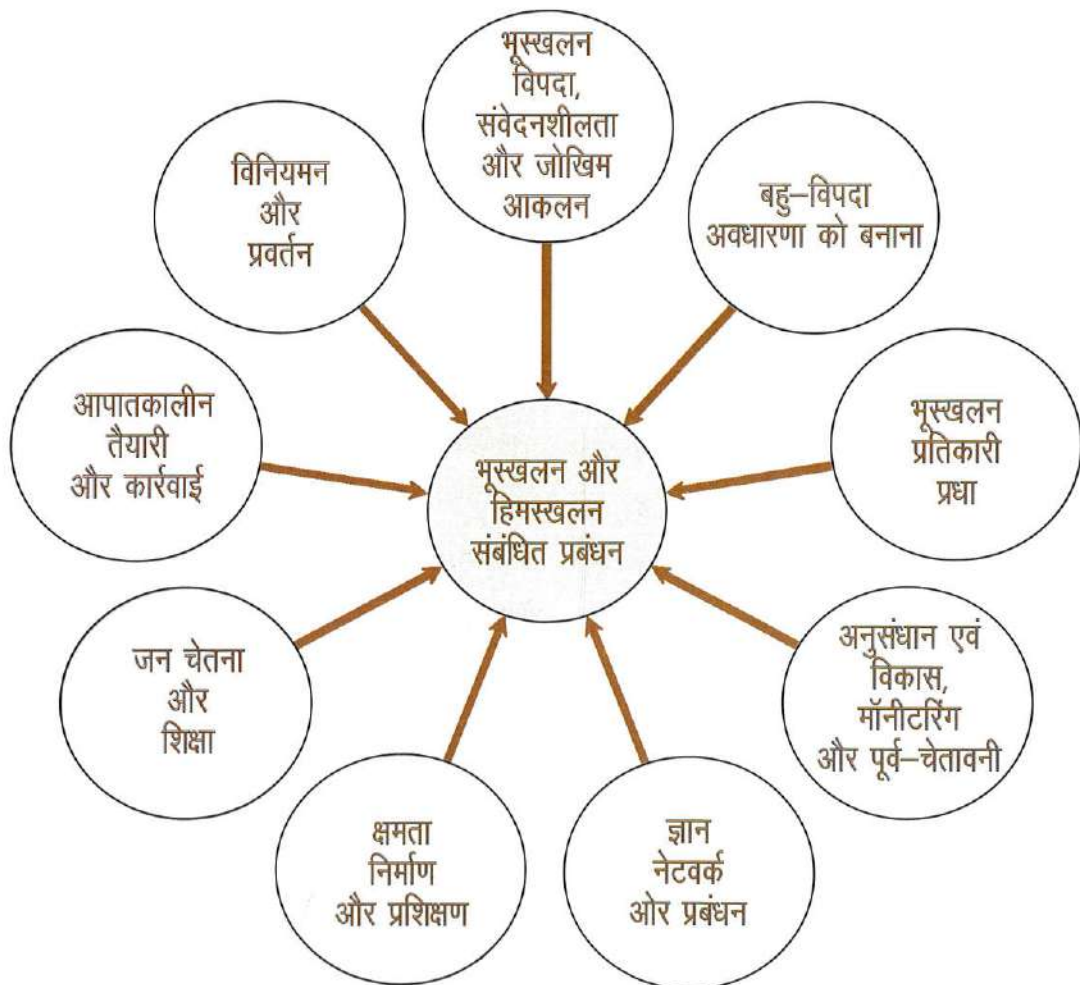 भूस्खलन
विपदा,
संवेदनशीलता
और जोखिम
आकलन
बहु–विपदा
अवधारणा को बनाना
भूस्खलन
प्रतिकारी
प्रधा
अनुसंधान एवं
विकास,
मॉनीटरिंग
और पूर्व–चेतावनी
ज्ञान
नेटवर्क
ओर प्रबंधन
क्षमता
निर्माण
और प्रशिक्षण
जन चेतना
और
शिक्षा
आपातकालीन
तैयारी
और कार्रवाई
विनियमन
और
प्रवर्तन
भूस्खलन और
हिमस्खलन
संबंधित प्रबंधन